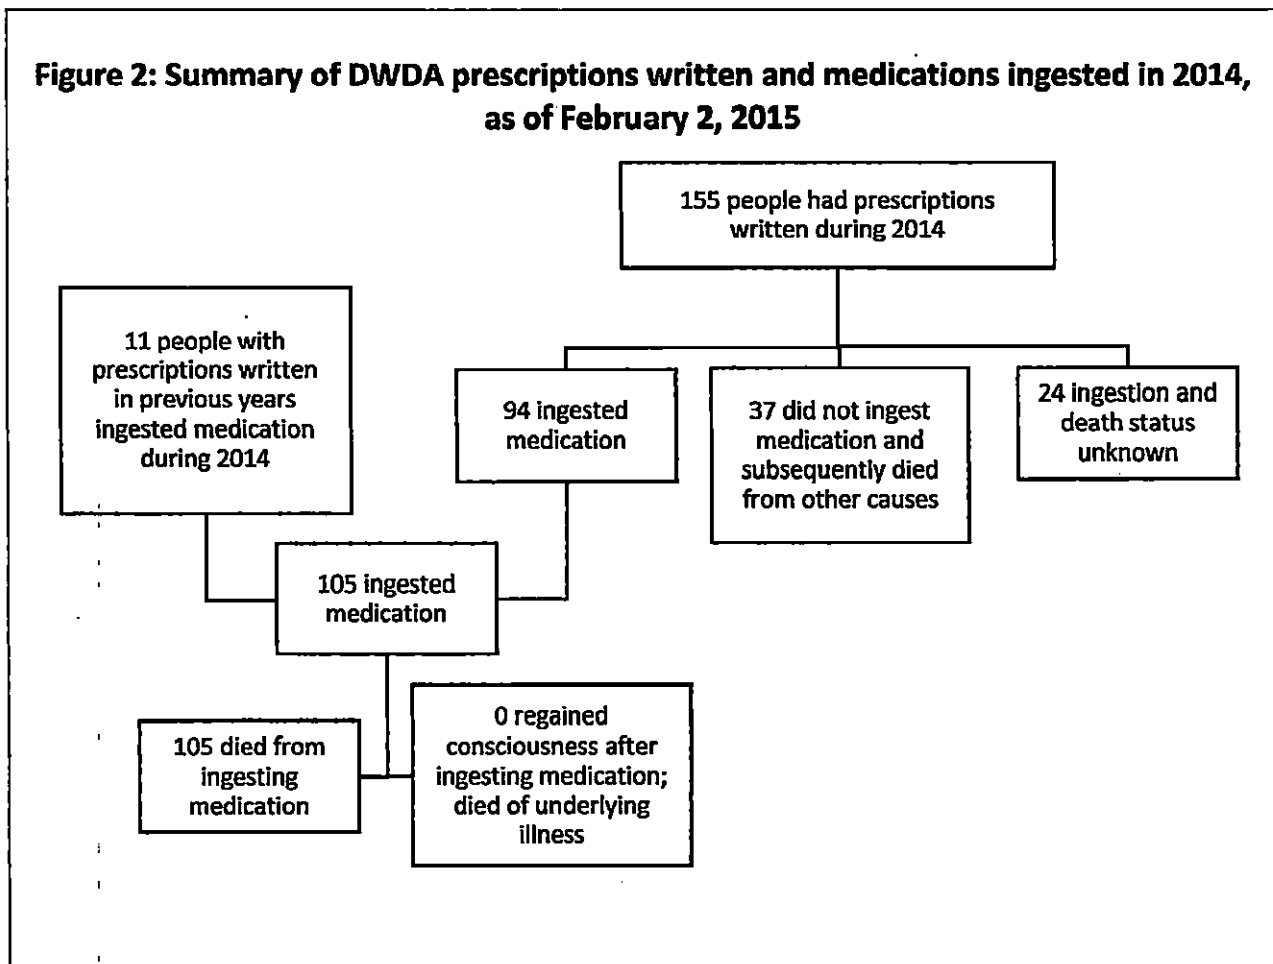 Figure 2: Summary of DWDA prescriptions written and medications ingested in 2014,
as of February 2, 2015
155 people had prescriptions
written during 2014
11 people with
prescriptions written
in previous years
ingested medication
during 2014
94 ingested
medication
37 did not ingest
medication and
subsequently died
from other causes
24 ingestion and
death status
unknown
105 ingested
medication
105 died from
ingesting
medication
0 regained
consciousness after
ingesting medication;
died of underlying
illness